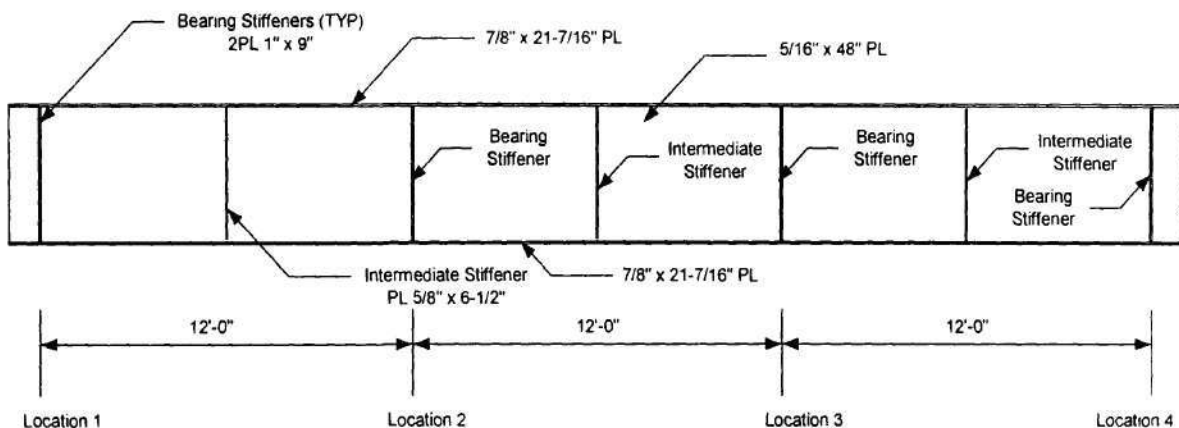 Bearing Stiffeners (TYP)
2PL 1" x 9"
7/8" x 21-7/16" PL
5/16" x 48" PL
Bearing
Stiffener
Intermediate
Stiffener
Bearing
Stiffener
Intermediate
Stiffener
Bearing
Stiffener
Intermediate Stiffener
PL 5/8" x 6-1/2"
7/8" x 21-7/16" PL
12'-0"
12'-0"
12'-0"
Location 1
Location 2
Location 3
Location 4